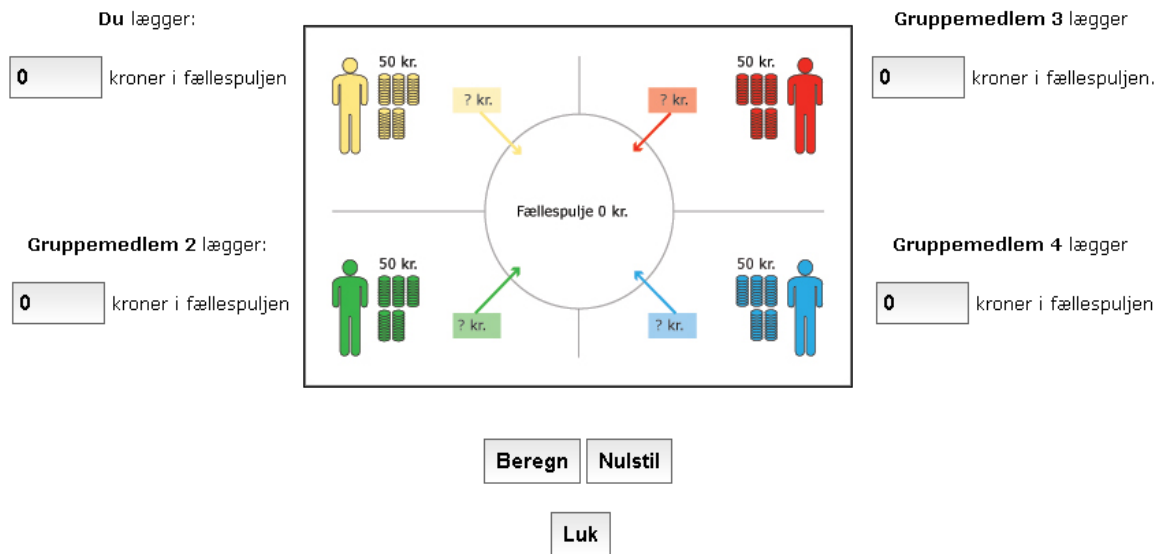 Du lægger:
0 kroner i fællespuljen
Gruppemedlem 3 lægger
0 kroner i fællespuljen.
50 kr.
? kr.
? kr.
50 kr.
Fællespulje 0 kr.
50 kr.
? kr.
? kr.
50 kr.
Gruppemedlem 2 lægger:
0 kroner i fællespuljen
Gruppemedlem 4 lægger
0 kroner i fællespuljen
Beregn Nulstil
Luk